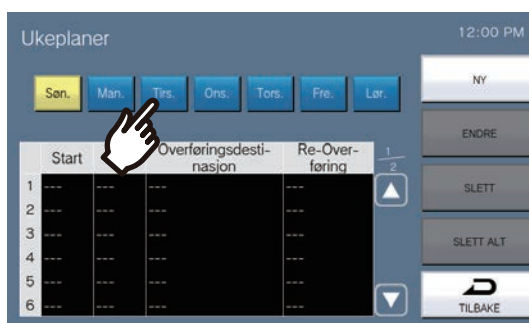 Ukeplaner
12:00 PM
Søn. Man. Tirs. Ons. Tors. Fre. Lør.
NY
ENDRE
SLETT
SLETT ALT
TILBAKE
Start Overføringsdesti-
nasjon Re-Over-
føring
1
2
1 --- --- --- ---
2 --- --- --- ---
3 --- --- --- ---
4 --- --- --- ---
5 --- --- --- ---
6 --- --- --- ---